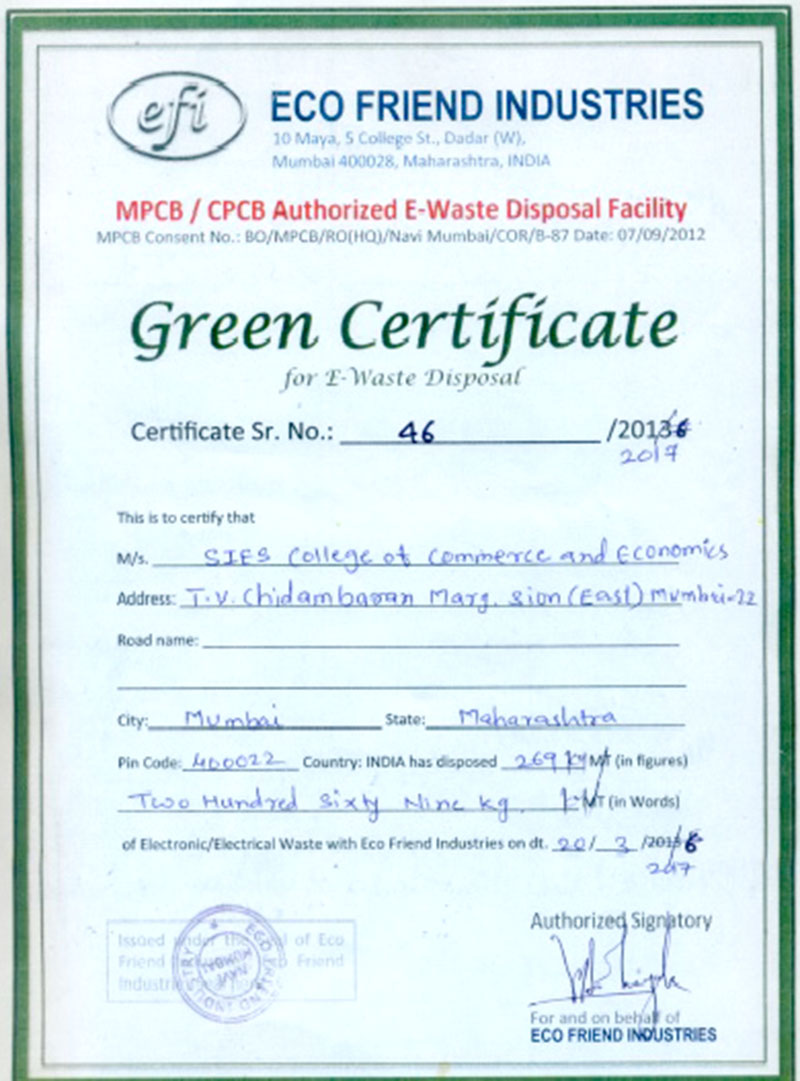 efi
ECO FRIEND INDUSTRIES
10 Maya, 5 College St., Dadar (W),
Mumbai 400028, Maharashtra, INDIA
MPCB / CPCB Authorized E-Waste Disposal Facility
MPCB Consent No.: BO/MPCB/RO(HQ)/Navi Mumbai/COR/B-87 Date: 07/09/2012
Green Certificate
for E-Waste Disposal
Certificate Sr. No.: 46 /20136
2017
This is to certify that
M/s. SIES College of Commerce and Economics
Address: T.V. Chidambaran Marg. sion (East) Mumbai-22
Road name:
City: Mumbai State: Maharashtra
Pin Code: 400022 Country: INDIA has disposed 269 kg MT (in figures)
Two Hundred Sixty Nine kg. MT (in Words)
of Electronic/Electrical Waste with Eco Friend Industries on dt. 20/ 3 /2013 6
2017
Authorized Signatory
Issued under the of Eco
Friend Friend
Industries
For and on behalf of
ECO FRIEND INDUSTRIES